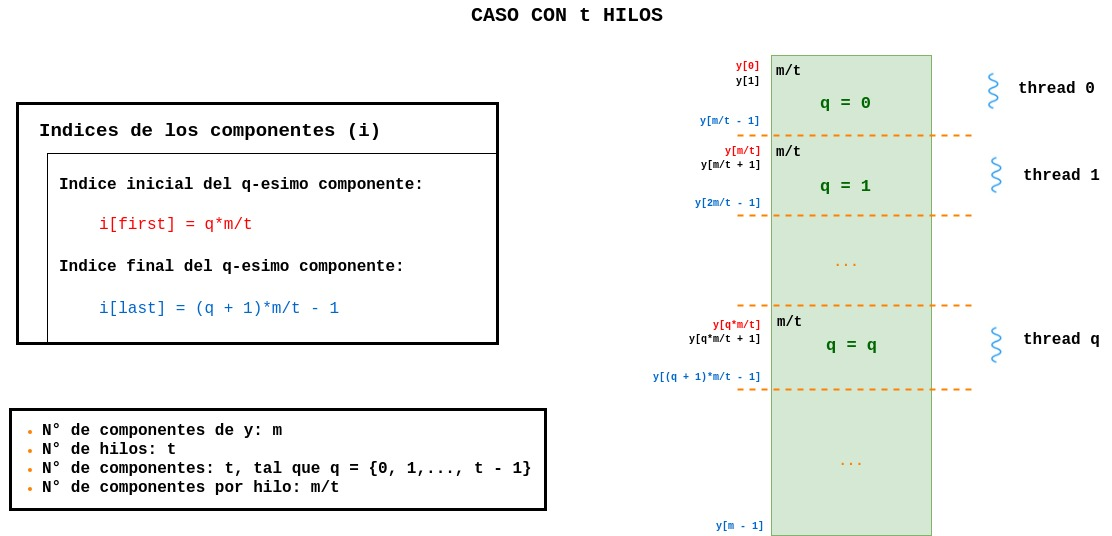 CASO CON t HILOS
Indices de los componentes (i)
Indice inicial del q-esimo componente:
i[first] = q*m/t
Indice final del q-esimo componente:
i[last] = (q + 1)*m/t - 1
• N° de componentes de y: m
• N° de hilos: t
• N° de componentes: t, tal que q = {0, 1,..., t - 1}
• N° de componentes por hilo: m/t
y[0]
y[1]
y[m/t - 1]
m/t
q = 0
thread 0
y[m/t]
y[m/t + 1]
y[2m/t - 1]
m/t
q = 1
thread 1
...
y[q*m/t]
y[q*m/t + 1]
y[(q + 1)*m/t - 1]
m/t
q = q
thread q
...
y[m - 1]